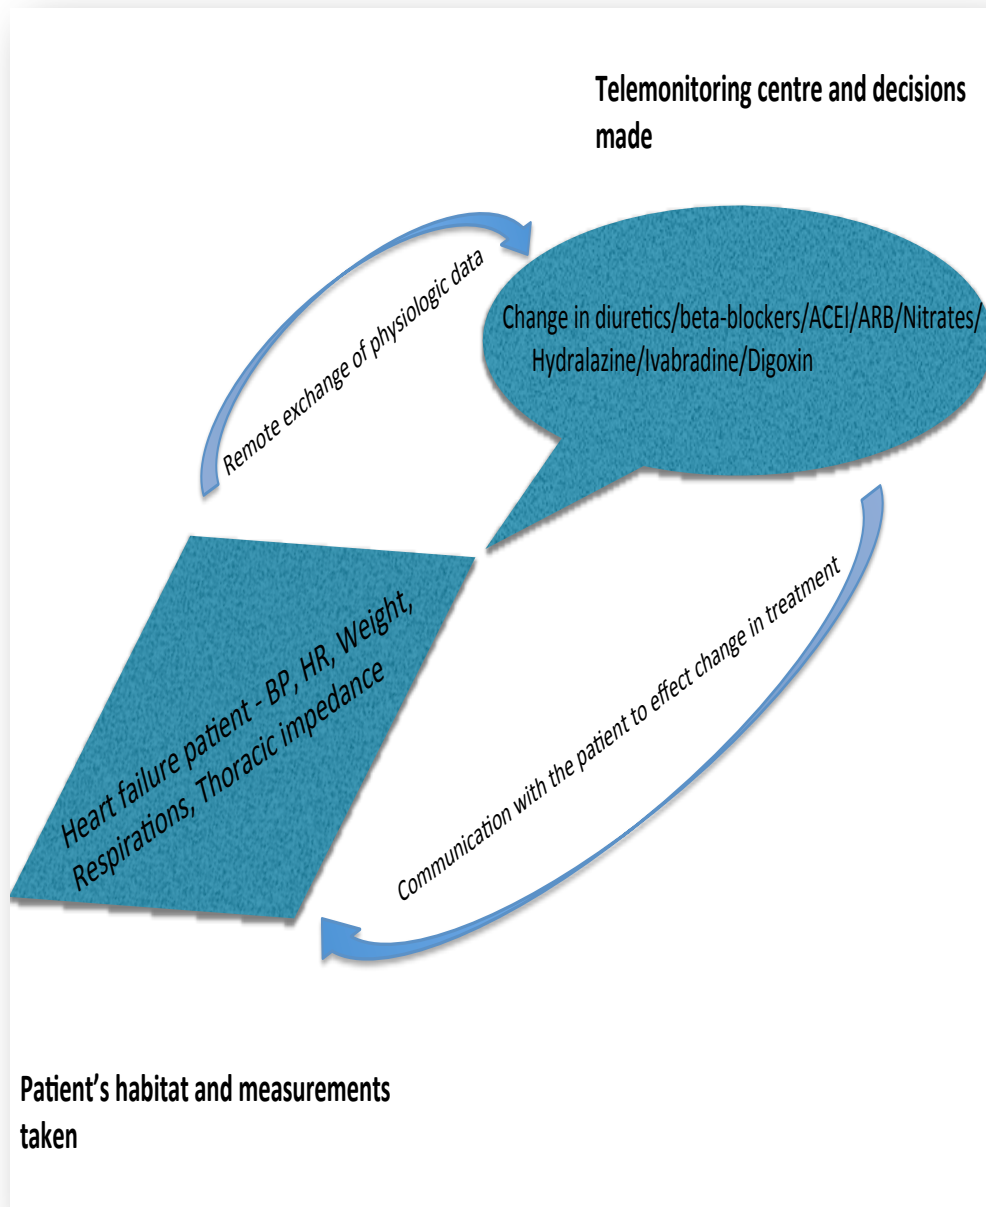 Telemonitoring centre and decisions
made
Remote exchange of physiologic data
Change in diuretics/beta-blockers/ACEI/ARB/Nitrates/
Hydralazine/Ivabradine/Digoxin
Heart failure patient - BP, HR, Weight,
Respirations, Thoracic impedance
Communication with the patient to effect change in treatment
Patient’s habitat and measurements
taken